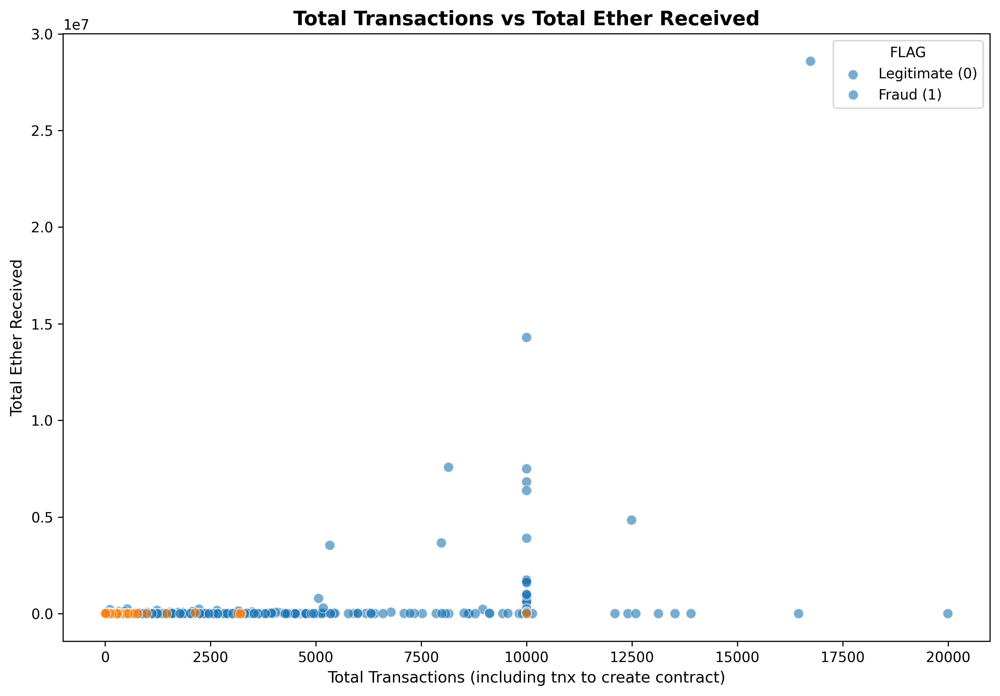 Total Transactions vs Total Ether Received
1e7
3.0
2.5
2.0
1.5
1.0
0.5
0.0
Total Ether Received
FLAG
Legitimate (0)
Fraud (1)
0 2500 5000 7500 10000 12500 15000 17500 20000
Total Transactions (including tnx to create contract)